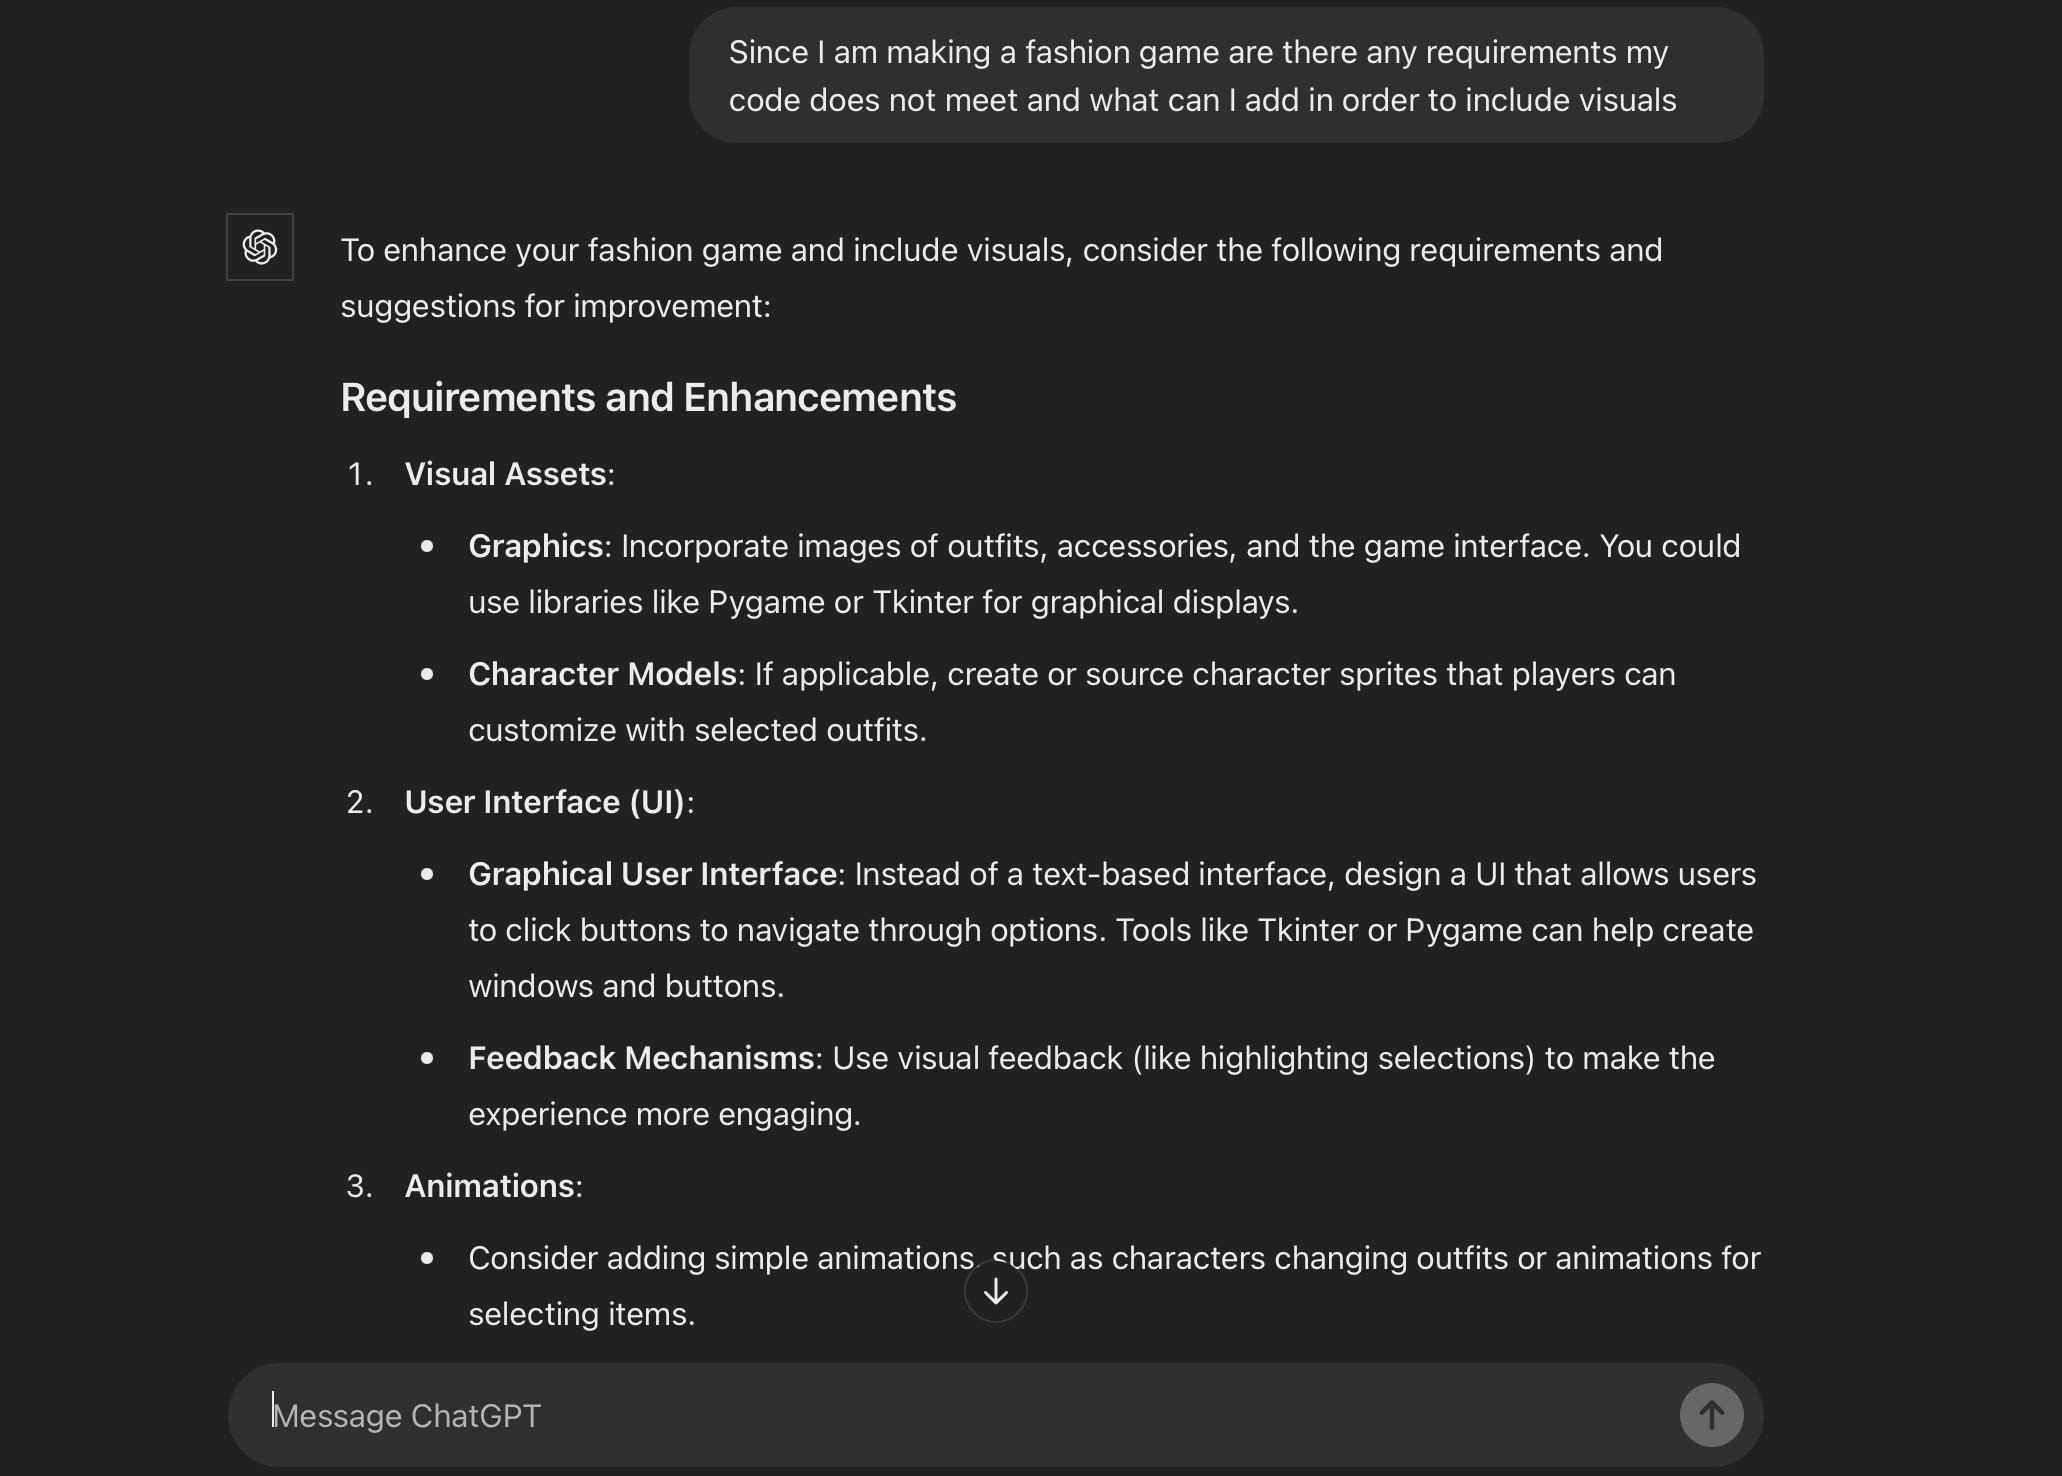 Since I am making a fashion game are there any requirements my
code does not meet and what can I add in order to include visuals
To enhance your fashion game and include visuals, consider the following requirements and
suggestions for improvement:
Requirements and Enhancements
1. Visual Assets:
• Graphics: Incorporate images of outfits, accessories, and the game interface. You could
use libraries like Pygame or Tkinter for graphical displays.
• Character Models: If applicable, create or source character sprites that players can
customize with selected outfits.
2. User Interface (UI):
• Graphical User Interface: Instead of a text-based interface, design a UI that allows users
to click buttons to navigate through options. Tools like Tkinter or Pygame can help create
windows and buttons.
• Feedback Mechanisms: Use visual feedback (like highlighting selections) to make the
experience more engaging.
3. Animations:
• Consider adding simple animations, such as characters changing outfits or animations for
selecting items.
Message ChatGPT